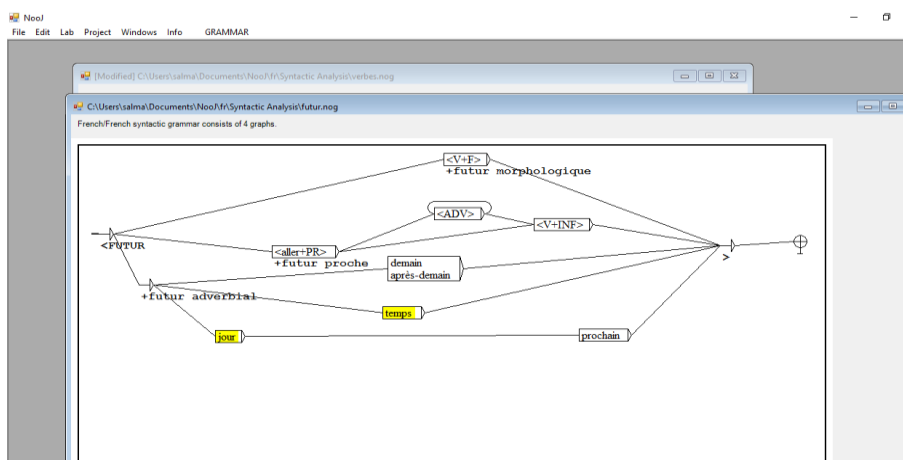 NooJ
File Edit Lab Project Windows Info GRAMMAR
[Modified] C:\Users\salma\Documents\NooJ\fr\Syntactic Analysis\verbes.nog
C:\Users\salma\Documents\NooJ\fr\Syntactic Analysis\futur.nog
French/French syntactic grammar consists of 4 graphs.
<V+F>
+futur morphologique
<ADV>
<V+INF>
<FUTUR
<aller+PR>
+futur proche
>
demain
après-demain
+futur adverbial
temps
jour
prochain